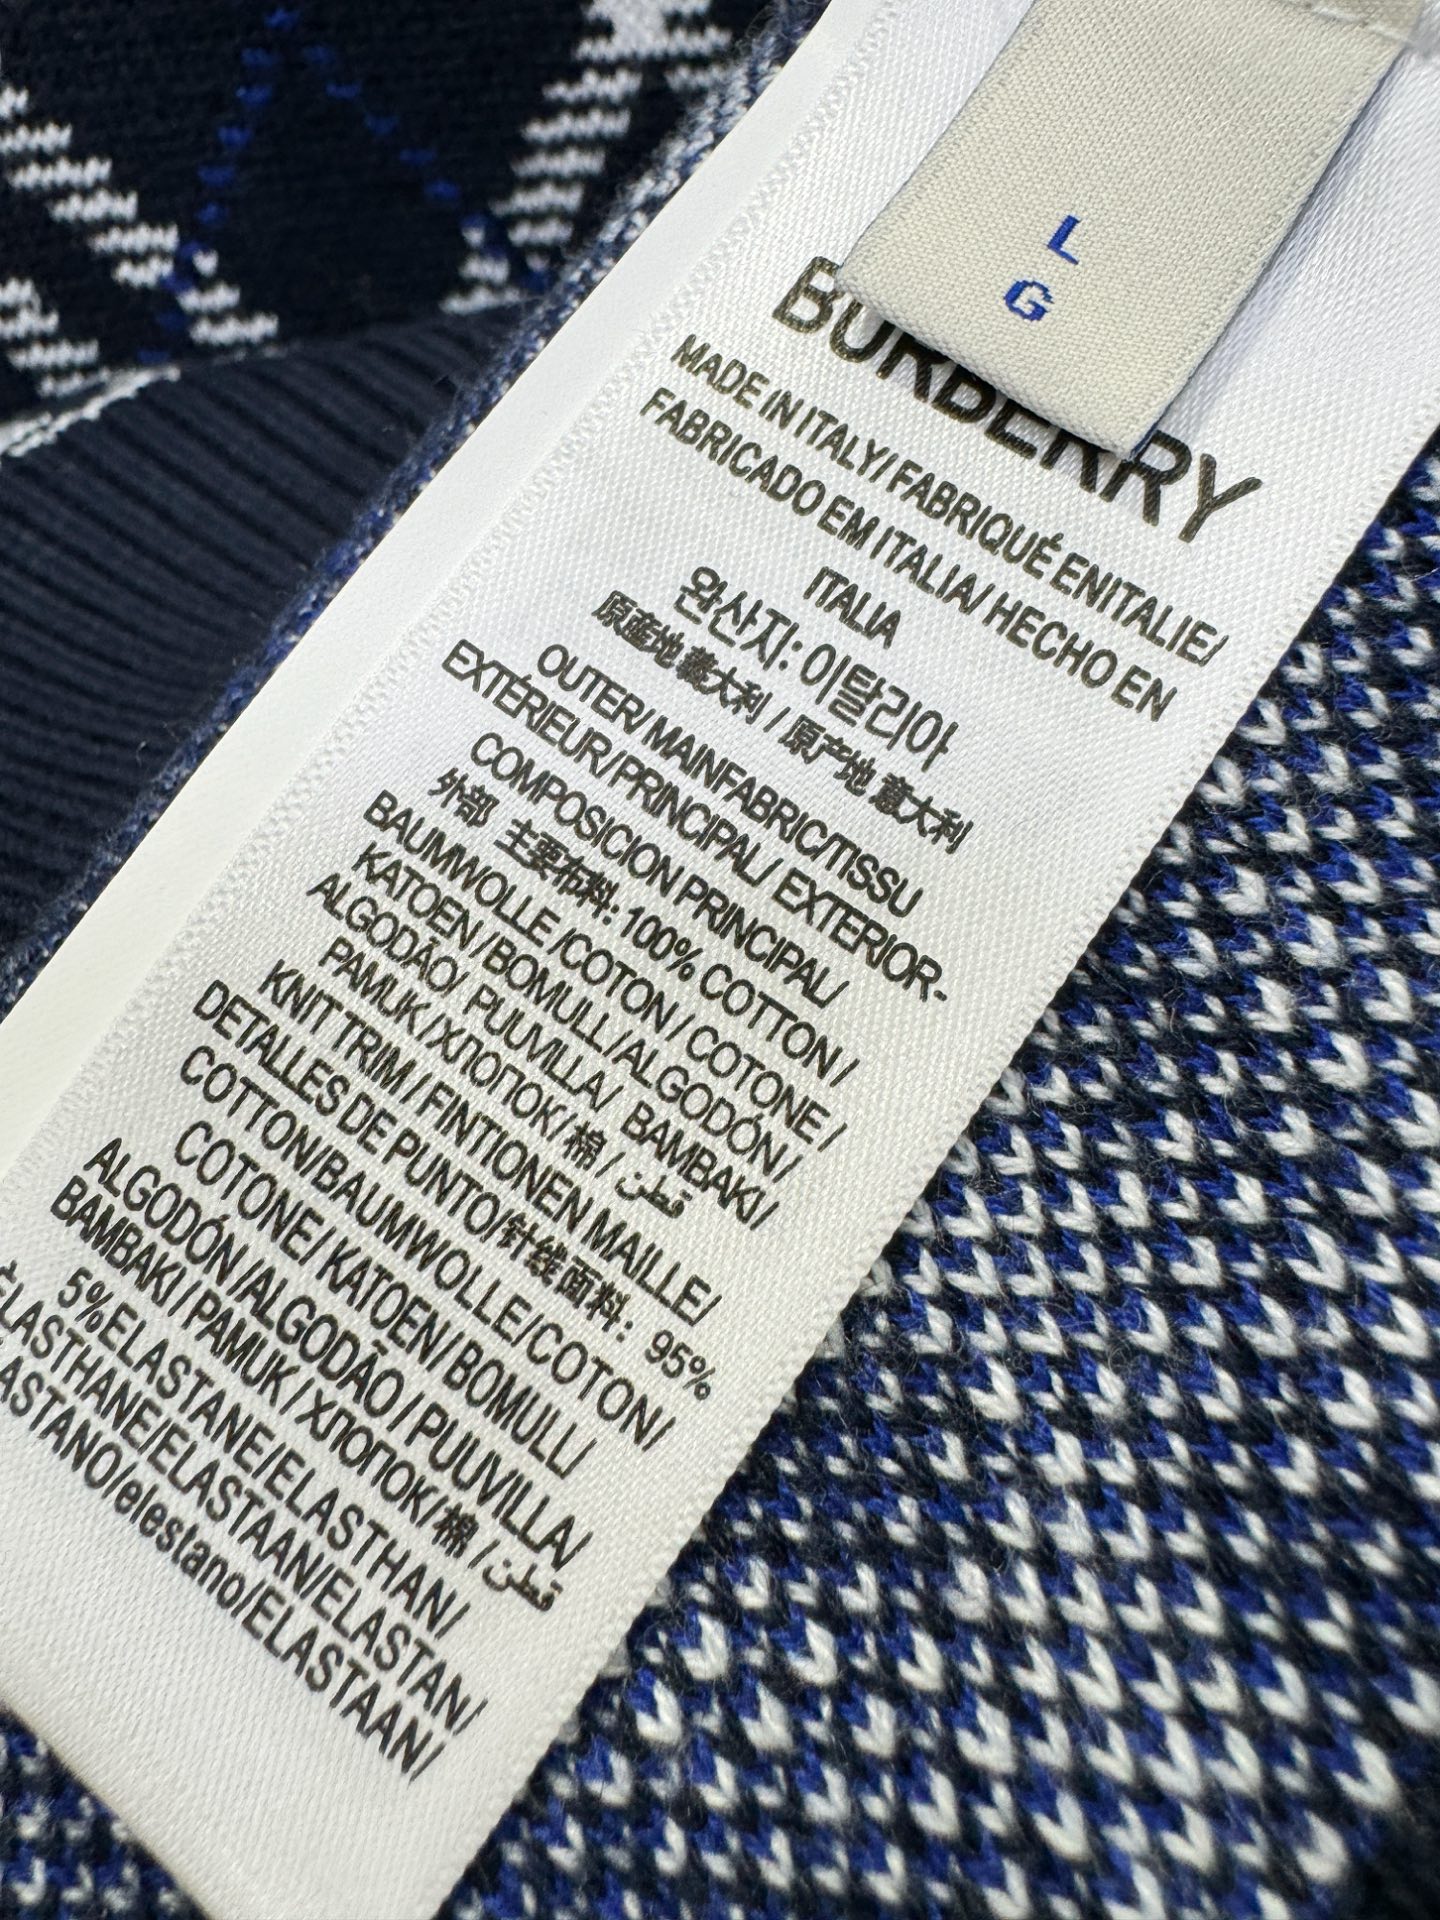 L
G
BURBERRY
MADE IN ITALY/ FABRIQUÉ ENITALIE/
FABRICADO EM ITALIA/ HECHO EN
ITALIA
완산지: 이탈리아
原產地 義大利 / 原产地 意大利
OUTER/ MAINFABRIC/TISSU
EXTÉRIEUR/PRINCIPAL/ EXTERIOR-
COMPOSICION PRINCIPAL/
外部 主要布料: 100% COTTON /
BAUMWOLLE /COTON / COTONE /
KATOEN / BOMULL/ ALGODÓN /
ALGODÃO/ PUUVILLA/ BAMBAKI/
PAMUK / ХЛОПОК/ 棉 / قطن
KNIT TRIM / FINTIONEN MAILLE/
DETALLES DE PUNTO/针线面料: 95%
COTTON/BAUMWOLLE/COTON/
COTONE/ KATOEN/ BOMULL/
ALGODÓN /ALGODÃO / PUUVILLA/
BAMBAKI / PAMUK / ХЛОПОК/ 棉 / قطن
5%ELASTANE/ELASTHAN/
ÉLASTHANE/ELASTAAN/ELASTAN/
ELASTANO/elestano/ELASTAAN/